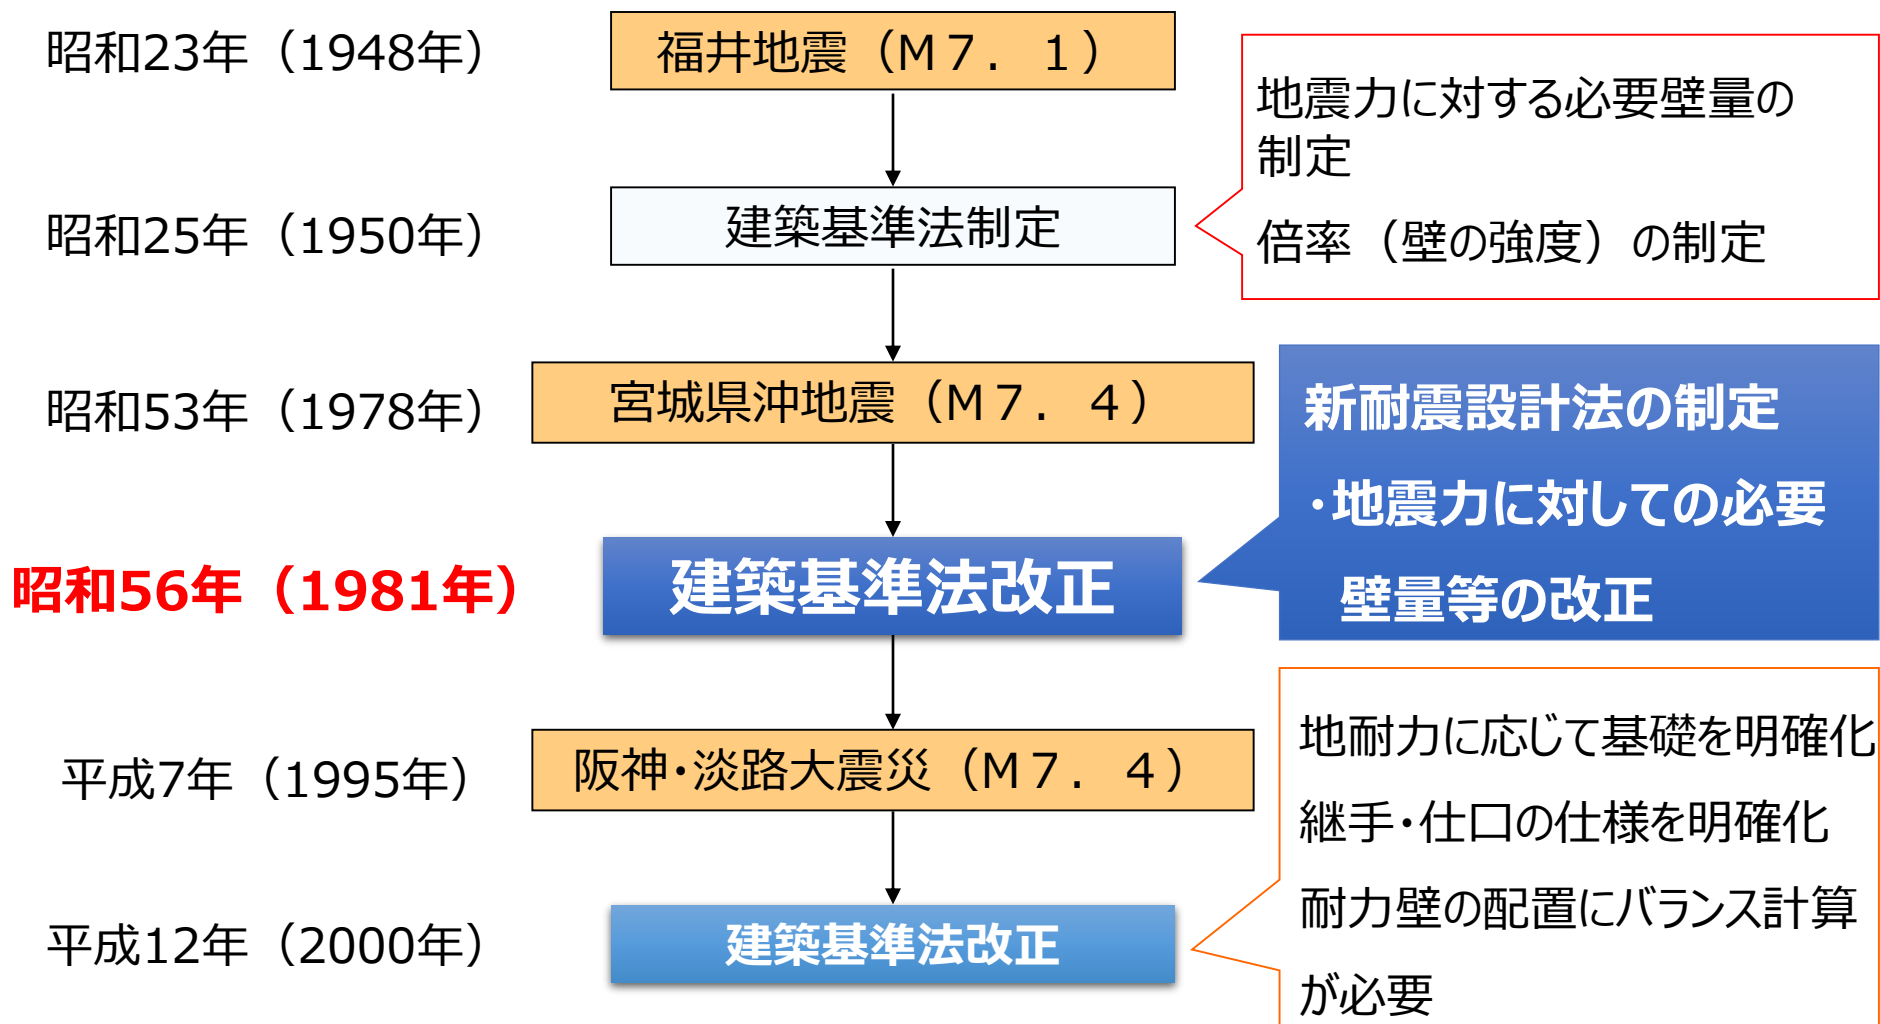 昭和23年（1948年）
福井地震（M７．１）
地震力に対する必要壁量の
制定
倍率（壁の強度）の制定
昭和25年（1950年）
建築基準法制定
昭和53年（1978年）
宮城県沖地震（M７．４）
新耐震設計法の制定
・地震力に対しての必要
壁量等の改正
昭和56年（1981年）
建築基準法改正
平成7年（1995年）
阪神・淡路大震災（M７．４）
地耐力に応じて基礎を明確化
継手・仕口の仕様を明確化
耐力壁の配置にバランス計算
が必要
平成12年（2000年）
建築基準法改正